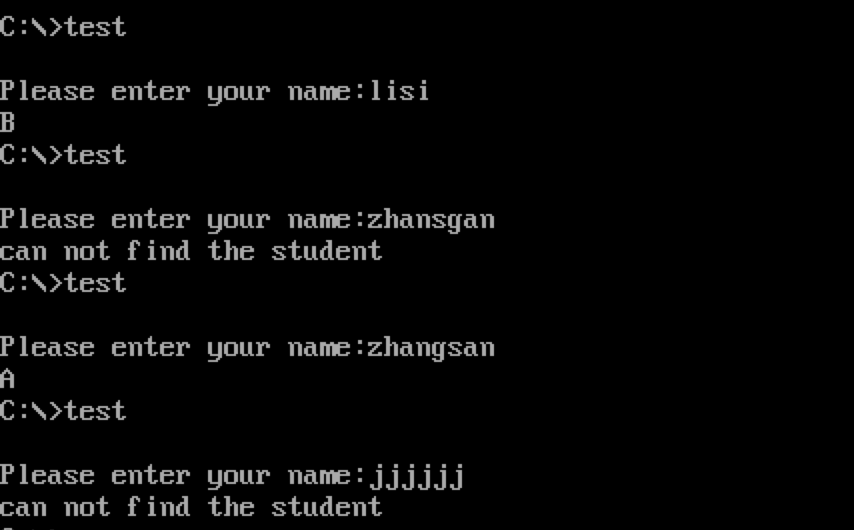 C:\>test
Please enter your name:lisi
B
C:\>test
Please enter your name:zhansgan
can not find the student
C:\>test
Please enter your name:zhangsan
A
C:\>test
Please enter your name:jjjjjj
can not find the student